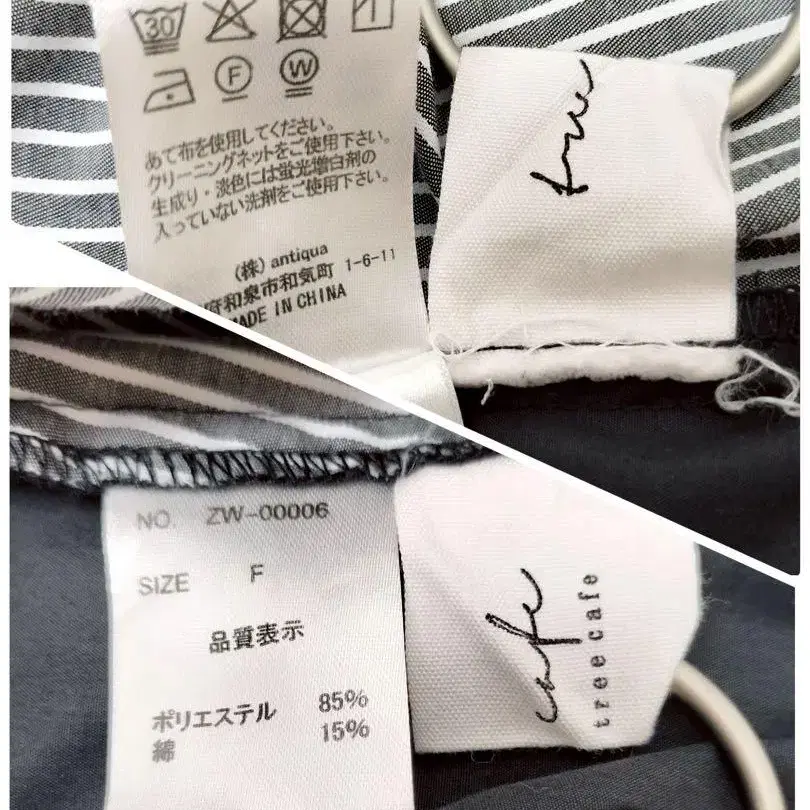 30
F
W
あて布を使用してください。
クリーニングネットをご使用下さい。
生成り・淡色には蛍光増白剤の
入っていない洗剤をご使用下さい。
(株) antiqua
府和泉市和気町 1-6-11
MADE IN CHINA
tree
NO. ZW-00006
SIZE F
品質表示
ポリエステル 85%
綿 15%
cafe
treecafe